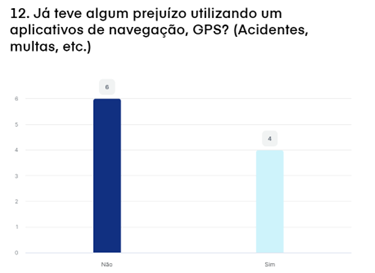 12. Já teve algum prejuízo utilizando um
aplicativos de navegação, GPS? (Acidentes,
multas, etc.)
6
6
5
4
4
3
2
1
0
Não
Sim